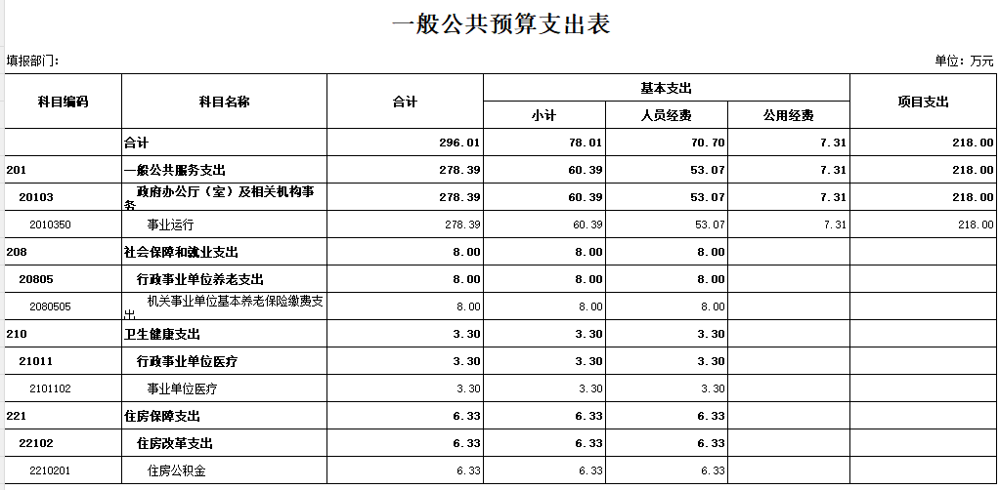 一般公共预算支出表
填报部门： 单位：万元
科目编码 科目名称 合计 基本支出 项目支出
小计 人员经费 公用经费
合计 296.01 78.01 70.70 7.31 218.00
201 一般公共服务支出 278.39 60.39 53.07 7.31 218.00
20103 政府办公厅（室）及相关机构事
务 278.39 60.39 53.07 7.31 218.00
2010350 事业运行 278.39 60.39 53.07 7.31 218.00
208 社会保障和就业支出 8.00 8.00 8.00
20805 行政事业单位养老支出 8.00 8.00 8.00
2080505 机关事业单位基本养老保险缴费支
出 8.00 8.00 8.00
210 卫生健康支出 3.30 3.30 3.30
21011 行政事业单位医疗 3.30 3.30 3.30
2101102 事业单位医疗 3.30 3.30 3.30
221 住房保障支出 6.33 6.33 6.33
22102 住房改革支出 6.33 6.33 6.33
2210201 住房公积金 6.33 6.33 6.33